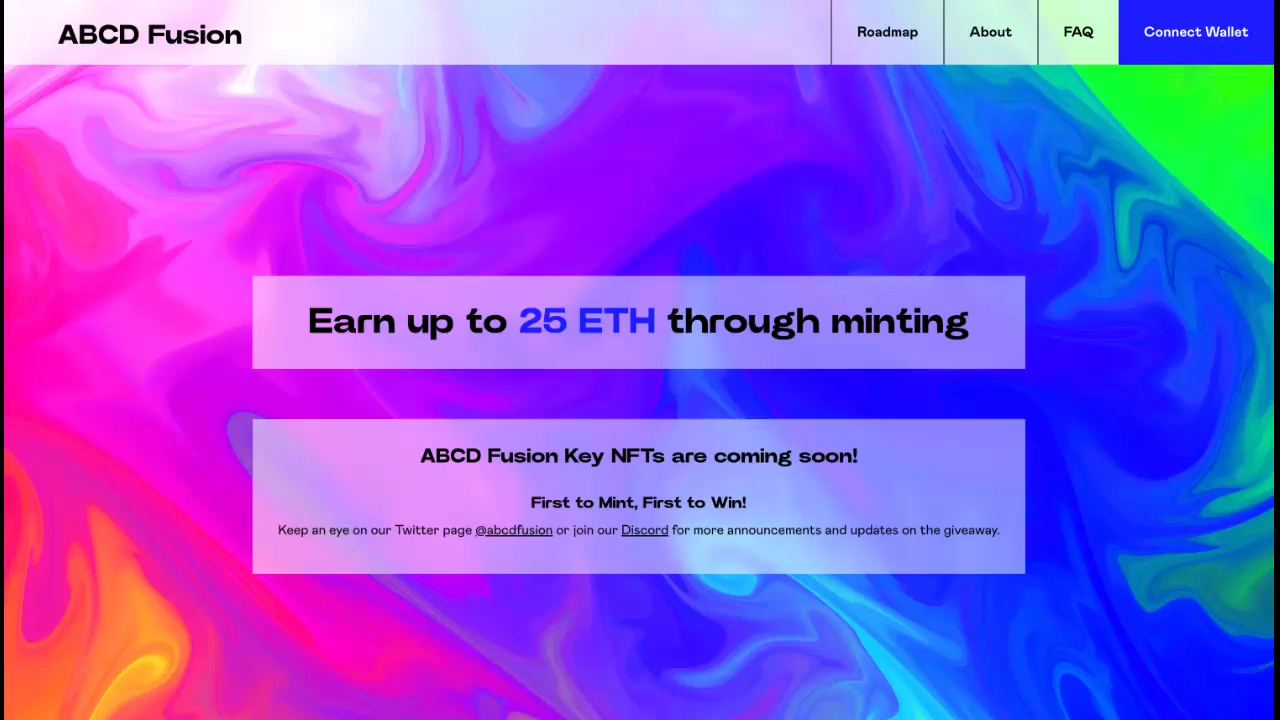 ABCD Fusion
Roadmap
About
FAQ
Connect Wallet
Earn up to 25 ETH through minting
ABCD Fusion Key NFTs are coming soon!
First to Mint, First to Win!
Keep an eye on our Twitter page @abcdfusion or join our Discord for more announcements and updates on the giveaway.